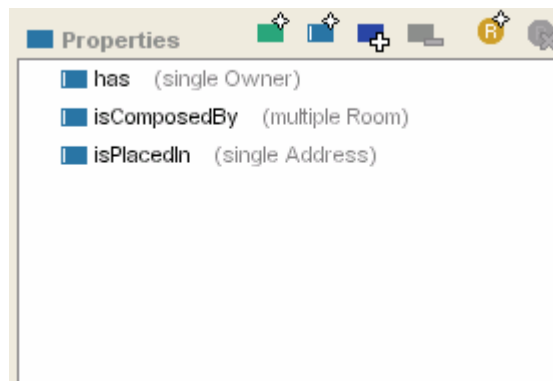 Properties
R
has (single Owner)
isComposedBy (multiple Room)
isPlacedIn (single Address)